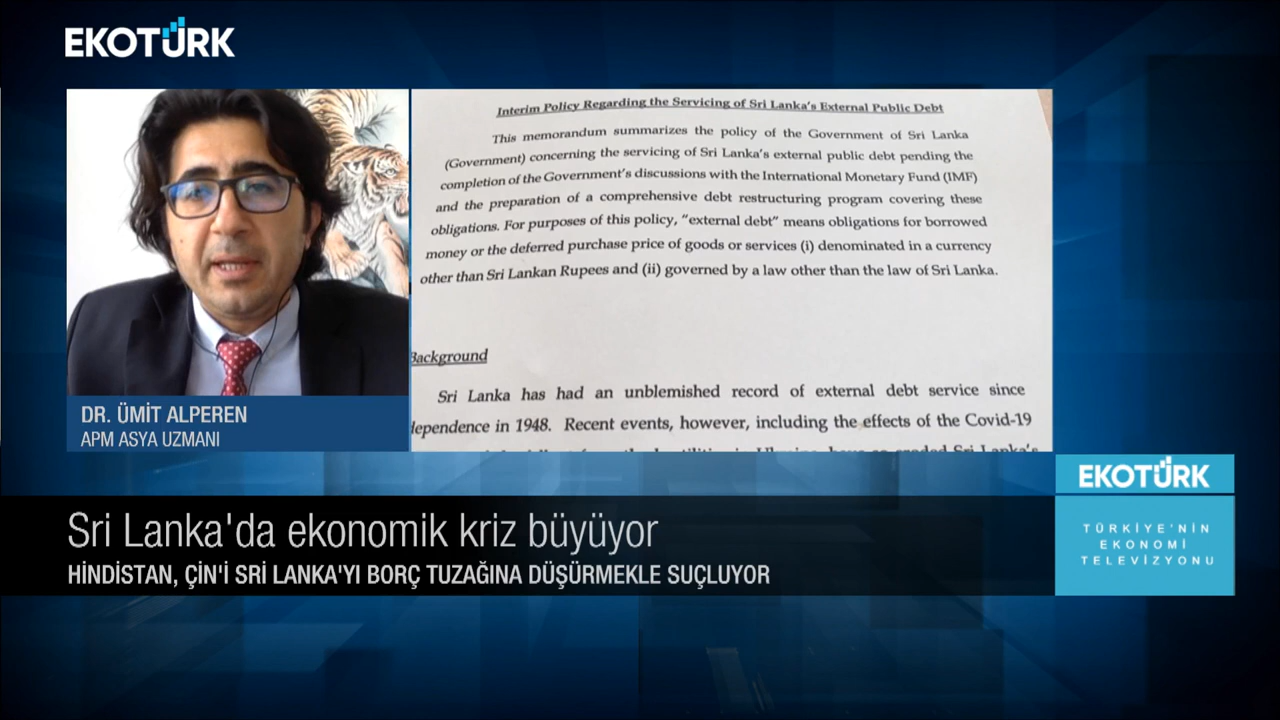 EKOTÜRK
Interim Policy Regarding the Servicing of Sri Lanka's External Public Debt
This memorandum summarizes the policy of the Government of Sri Lanka
(Government) concerning the servicing of Sri Lanka's external public debt pending the
completion of the Government's discussions with the International Monetary Fund (IMF)
and the preparation of a comprehensive debt restructuring program covering these
obligations. For purposes of this policy, "external debt" means obligations for borrowed
money or the deferred purchase price of goods or services (i) denominated in a currency
other than Sri Lankan Rupees and (ii) governed by a law other than the law of Sri Lanka.
Background
Sri Lanka has had an unblemished record of external debt service since
dependence in 1948. Recent events, however, including the effects of the Covid-19
DR. ÜMİT ALPEREN
APM ASYA UZMANI
EKOTÜRK
TÜRKİYE'NİN
EKONOMİ
TELEVİZYONU
Sri Lanka'da ekonomik kriz büyüyor
HİNDİSTAN, ÇİN'İ SRİ LANKA'YI BORÇ TUZAĞINA DÜŞÜRMEKLE SUÇLUYOR